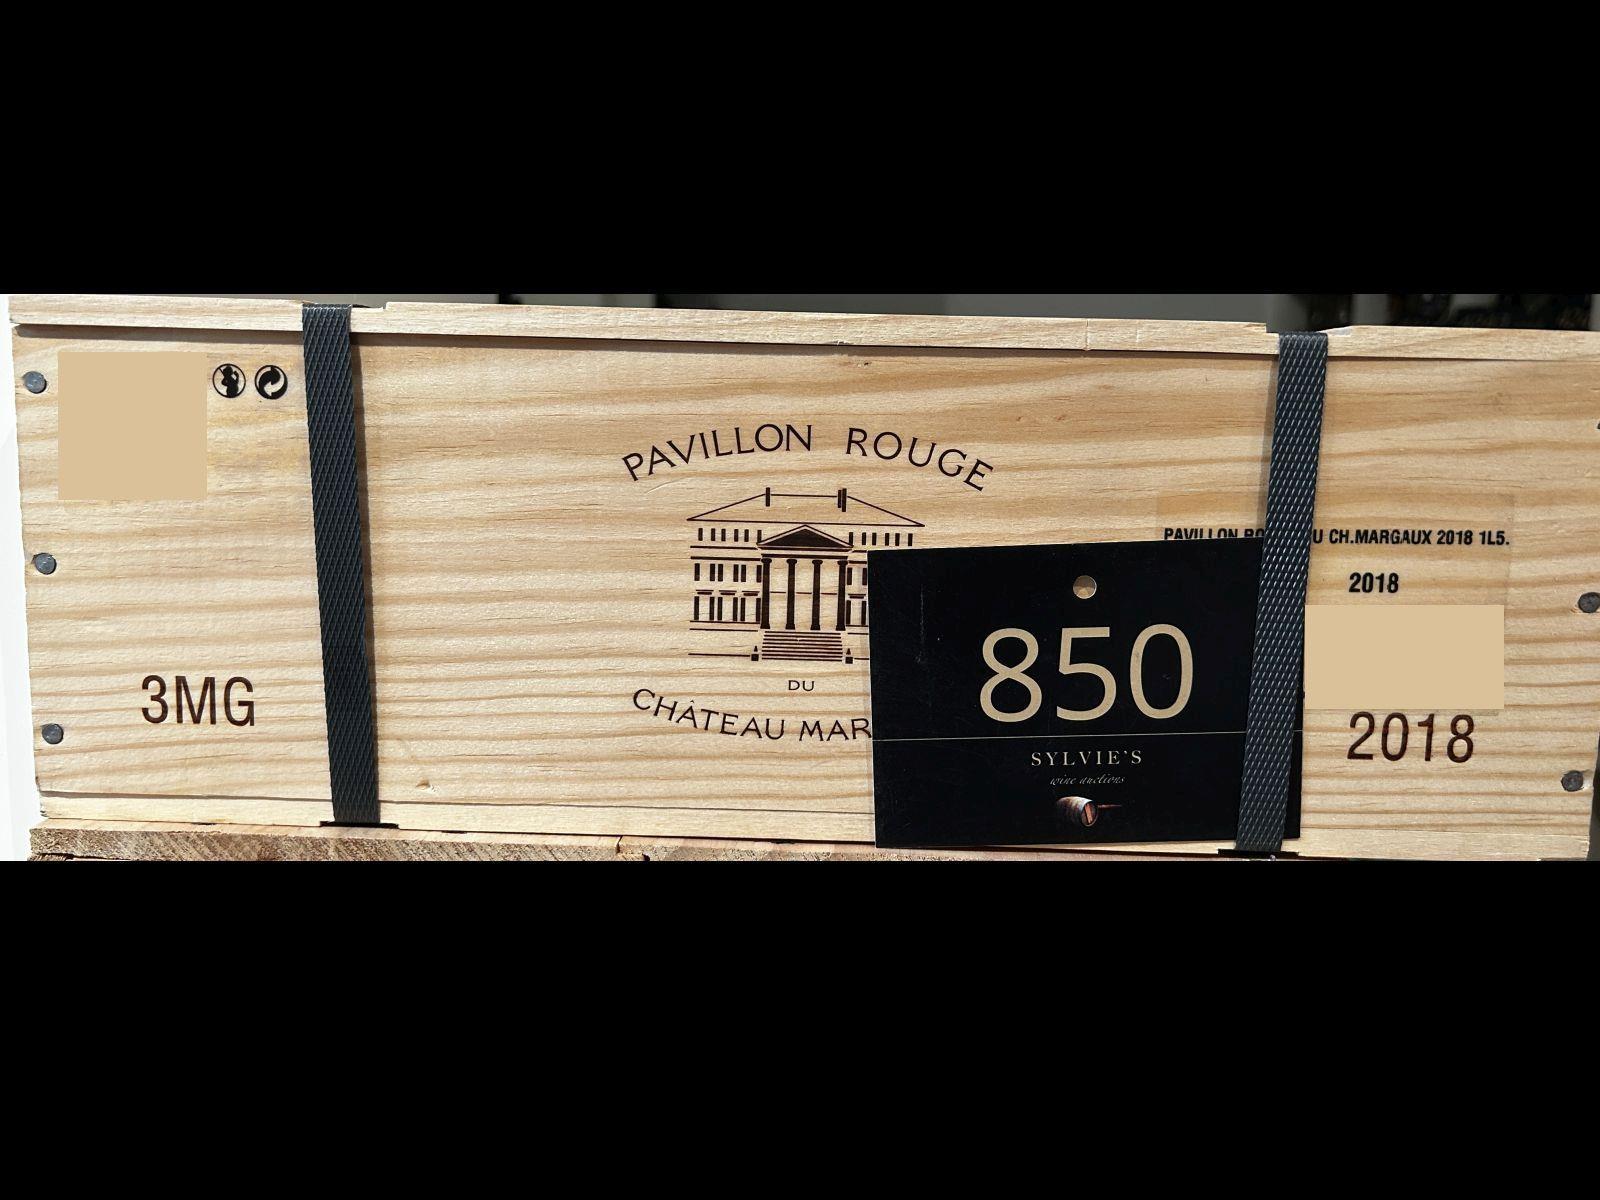 PAVILLON ROUGE
DU
CHÂTEAU MAR
3MG
850
SYLVIE'S
wine auctions
PAVILLON RO U CH.MARGAUX 2018 1L5.
2018
2018